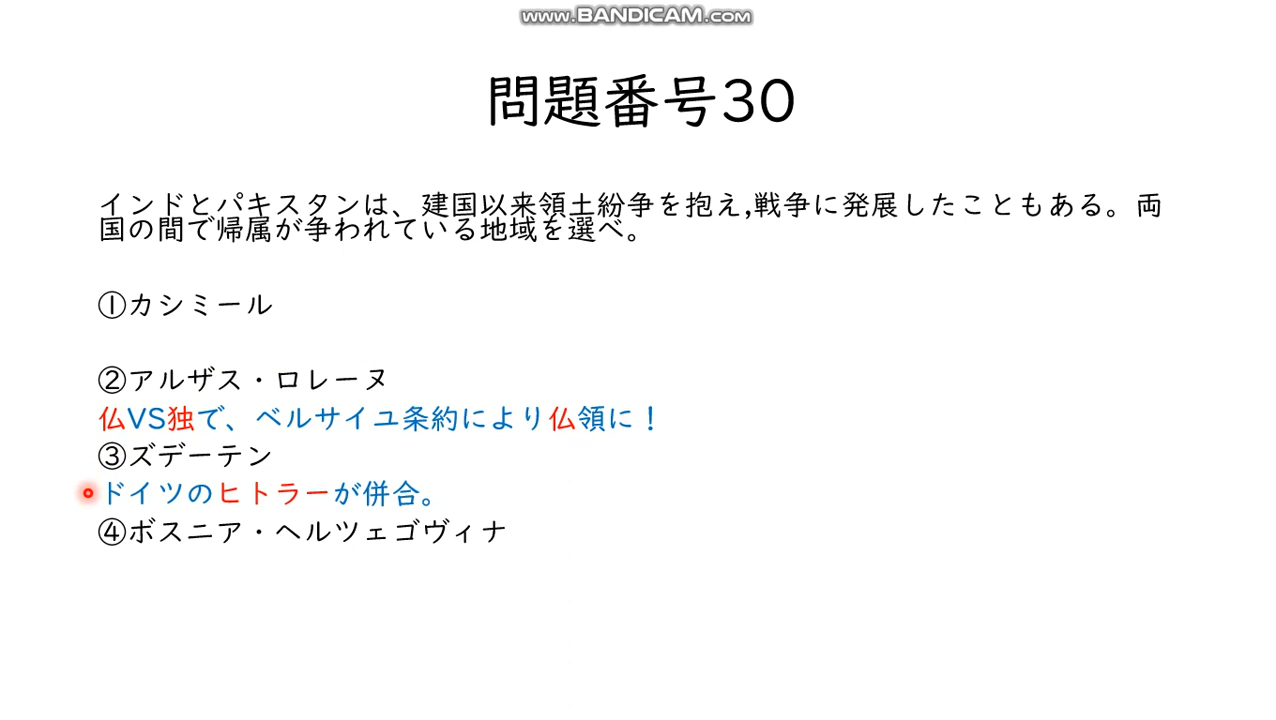 www.BANDICAM.com
問題番号30
インドとパキスタンは、建国以来領土紛争を抱え,戦争に発展したこともある。両
国の間で帰属が争われている地域を選べ。
①カシミール
②アルザス・ロレーヌ
仏VS独で、ベルサイユ条約により仏領に！
③ズデーテン
ドイツのヒトラーが併合。
④ボスニア・ヘルツェゴヴィナ